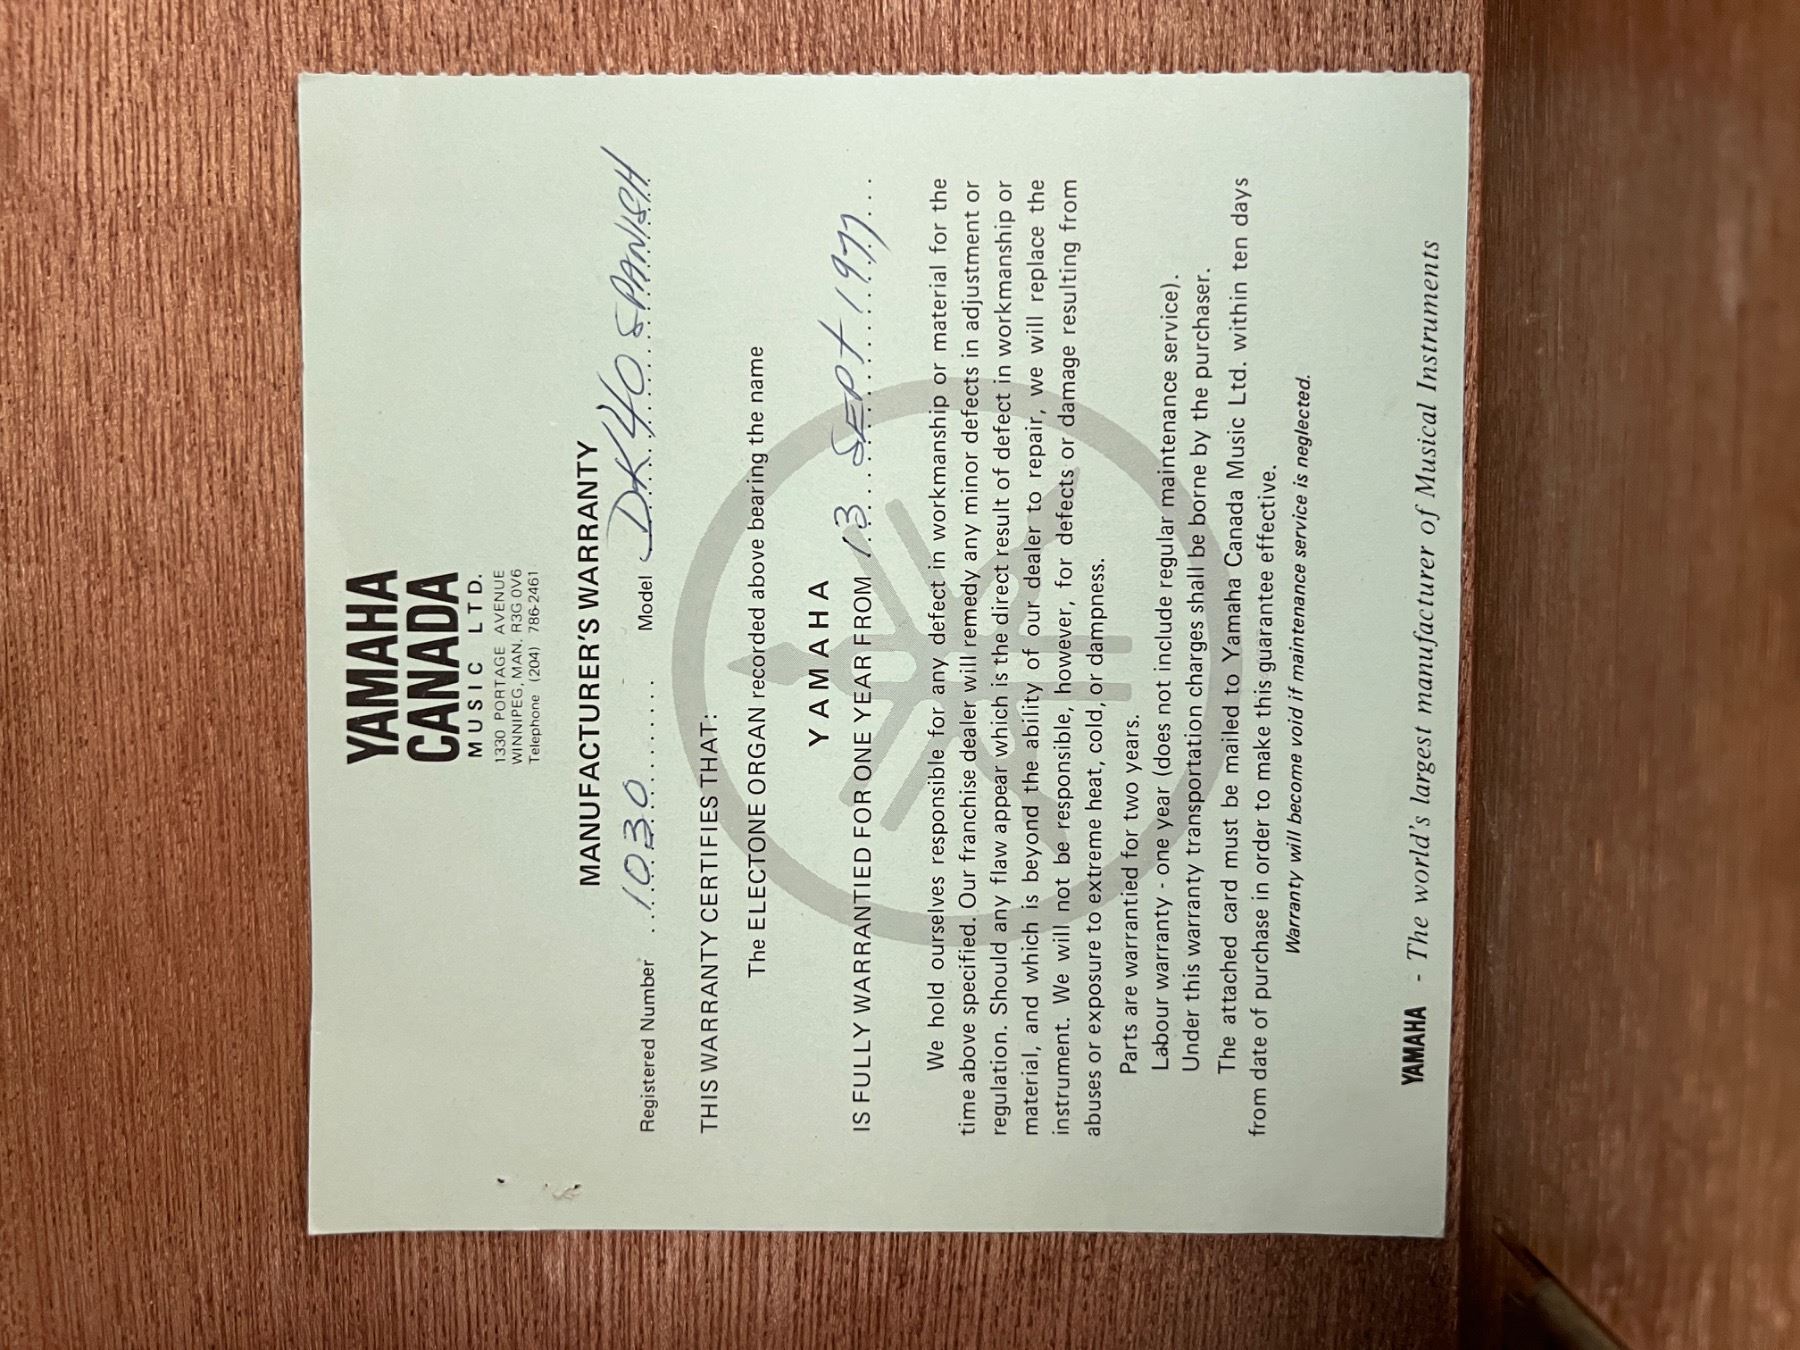 YAMAHA
CANADA
MUSIC LTD.
1330 PORTAGE AVENUE
WINNIPEG, MAN. R3G 0V6
Telephone (204) 786-2461
MANUFACTURER'S WARRANTY
Registered Number 1030 Model DK40 SPANISH
THIS WARRANTY CERTIFIES THAT:
The ELECTONE ORGAN recorded above bearing the name
YAMAHA
IS FULLY WARRANTIED FOR ONE YEAR FROM 13 SEPT 1977
We hold ourselves responsible for any defect in workmanship or material for the
time above specified. Our franchise dealer will remedy any minor defects in adjustment or
regulation. Should any flaw appear which is the direct result of defect in workmanship or
material, and which is beyond the ability of our dealer to repair, we will replace the
instrument. We will not be responsible, however, for defects or damage resulting from
abuses or exposure to extreme heat, cold, or dampness.
Parts are warrantied for two years.
Labour warranty - one year (does not include regular maintenance service).
Under this warranty transportation charges shall be borne by the purchaser.
The attached card must be mailed to Yamaha Canada Music Ltd. within ten days
from date of purchase in order to make this guarantee effective.
Warranty will become void if maintenance service is neglected.
YAMAHA - The world's largest manufacturer of Musical Instruments